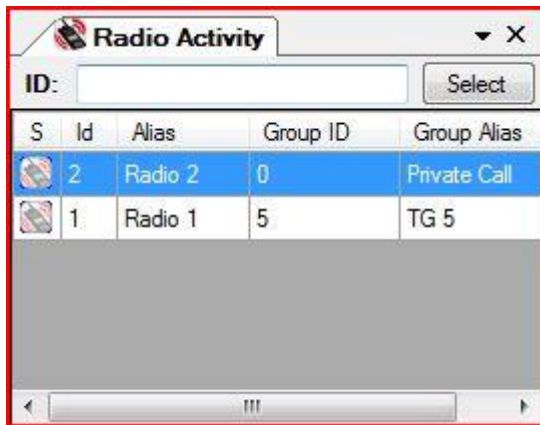 Radio Activity
ID: Select
S Id Alias Group ID Group Alias
2 Radio 2 0 Private Call
1 Radio 1 5 TG 5